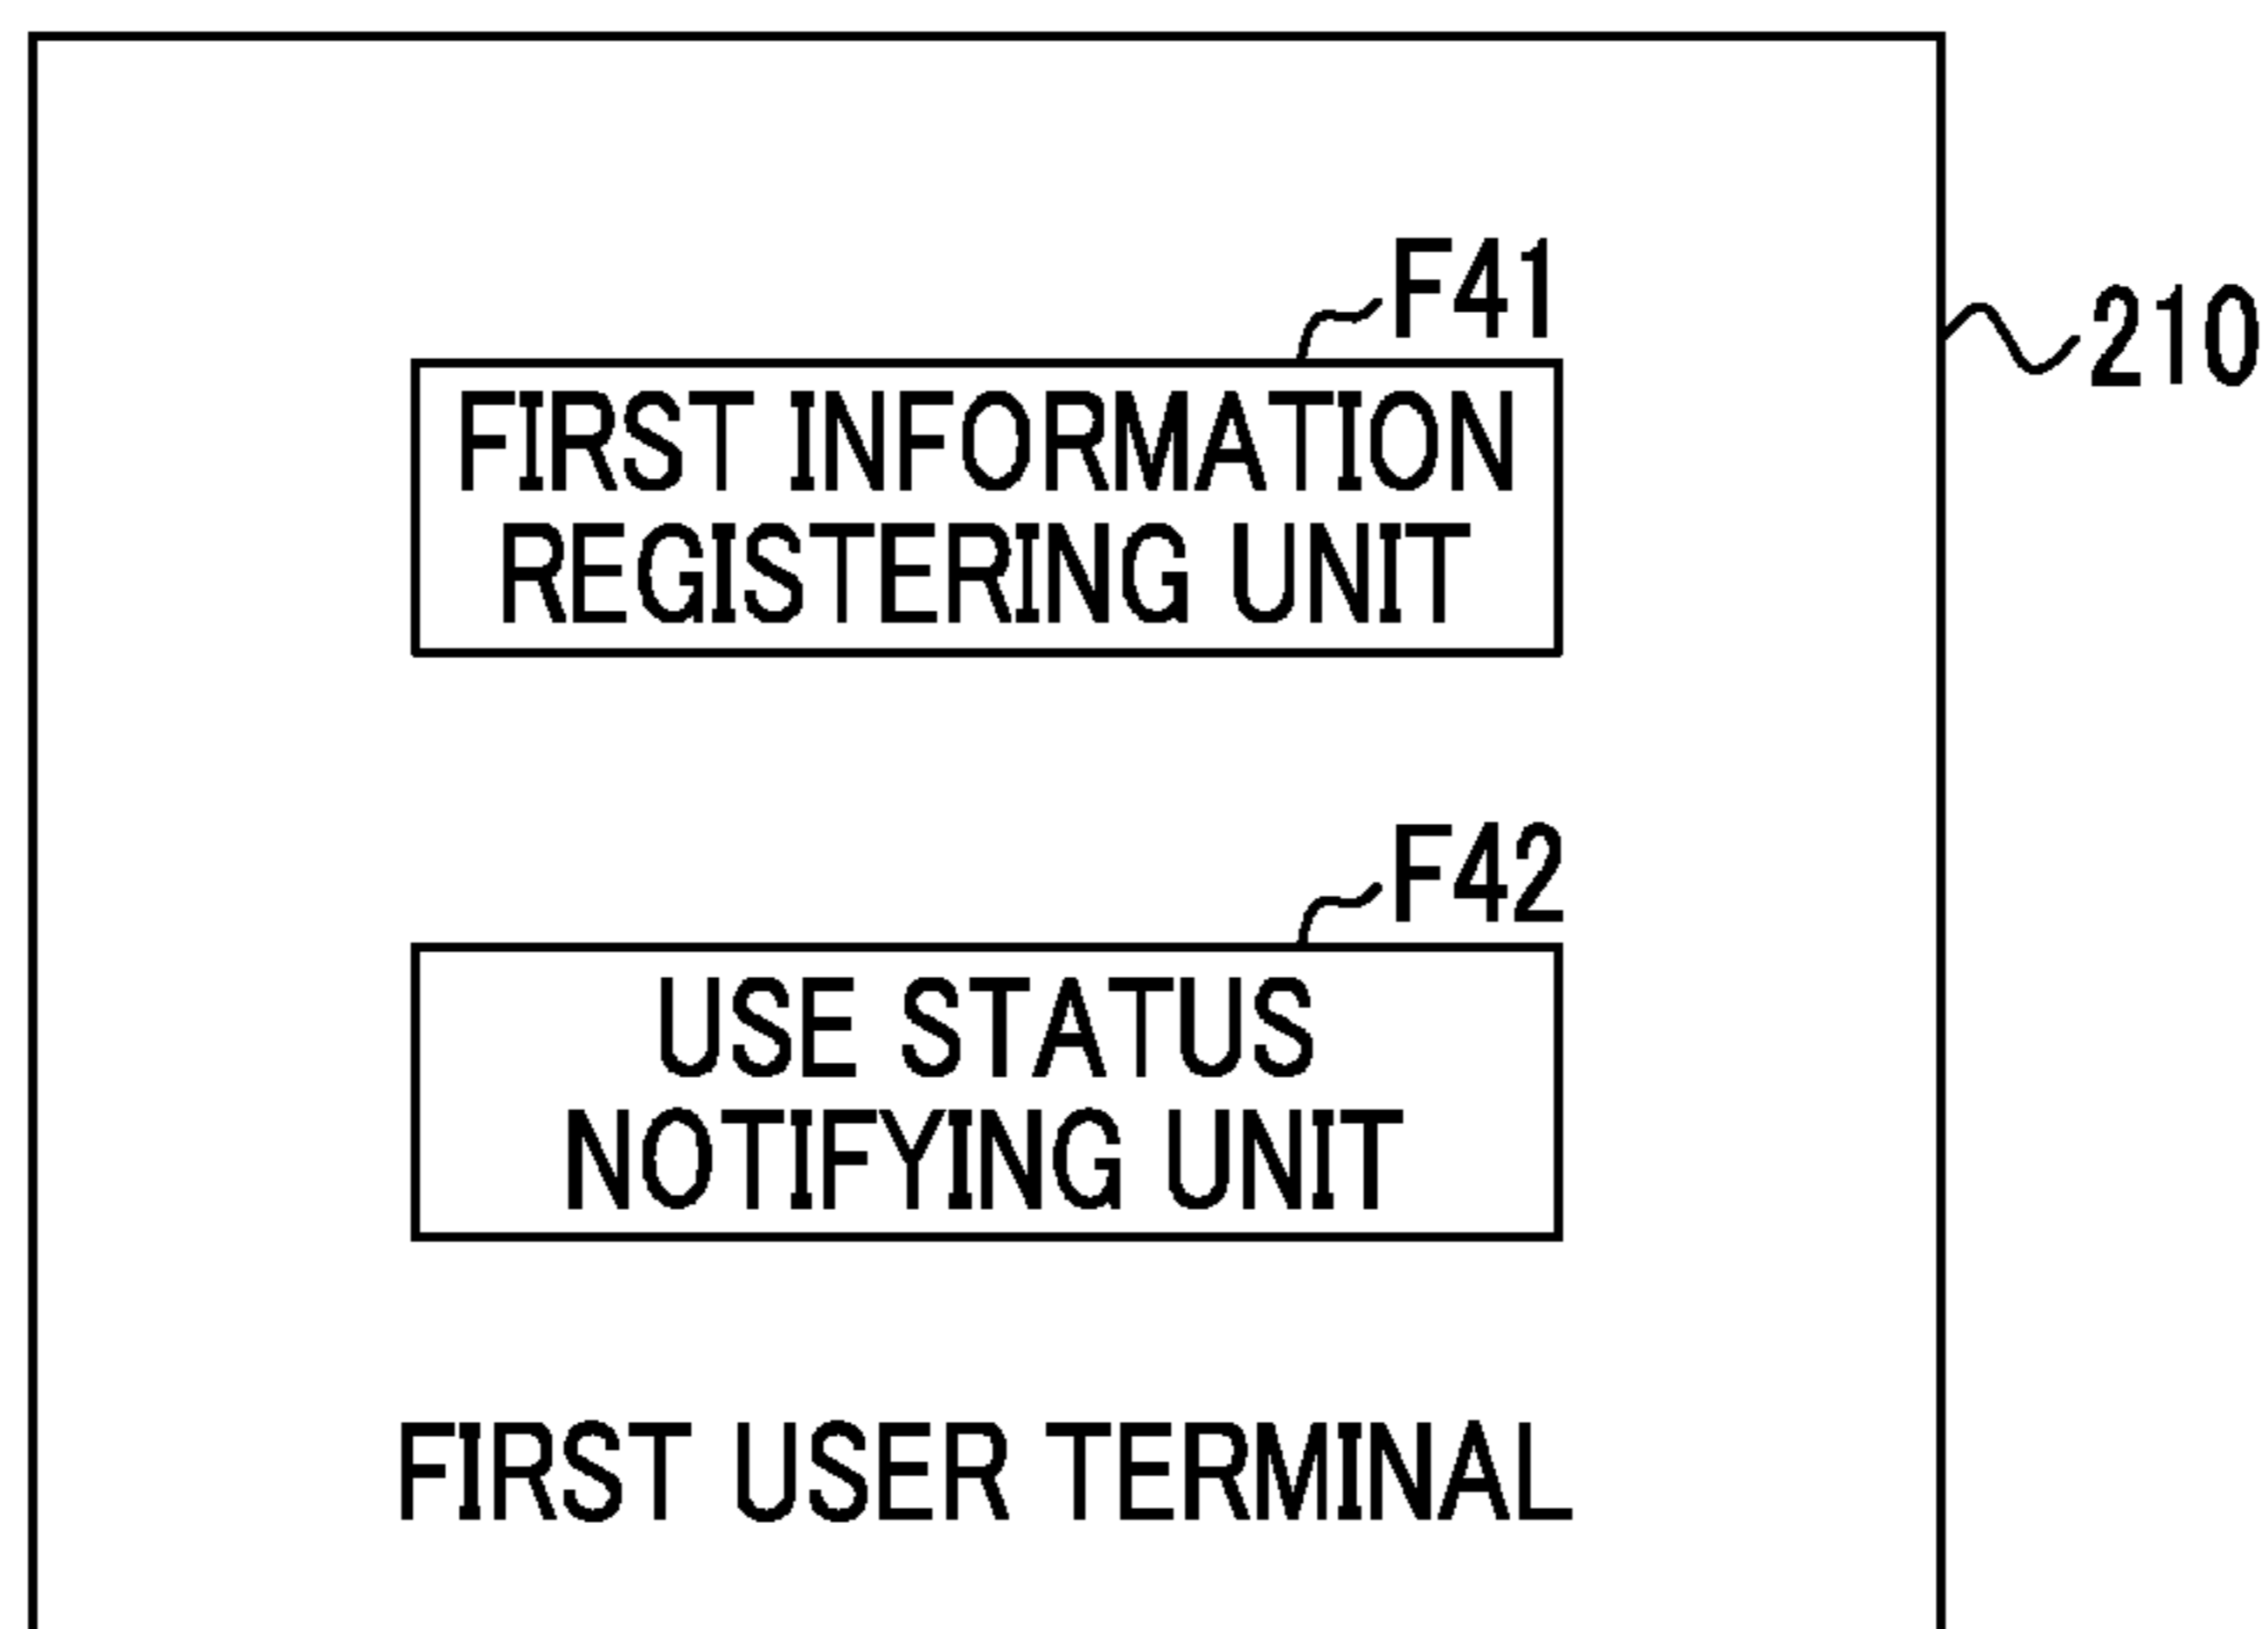 F41
210
FIRST INFORMATION
REGISTERING UNIT
F42
USE STATUS
NOTIFYING UNIT
FIRST USER TERMINAL